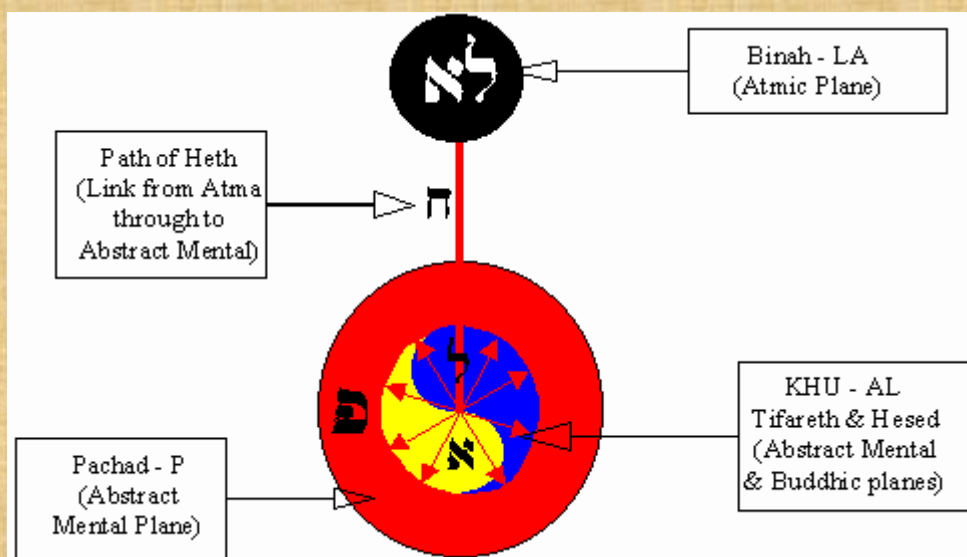 לא
Binah - LA
(Atmic Plane)
Path of Heth
(Link from Atma
through to
Abstract Mental)
ח
ל
א
KHU - AL
Tifareth & Hesed
(Abstract Mental
& Buddhic planes)
Pachad - P
(Abstract
Mental Plane)